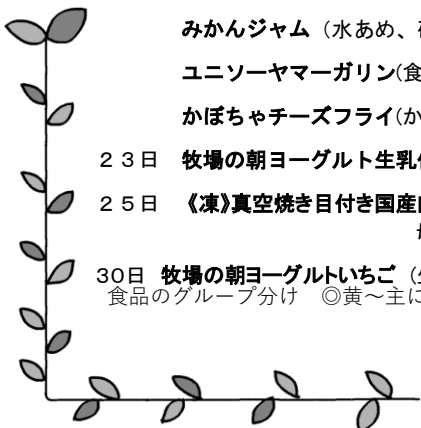 みかんジャム（水あめ、
ユニソーヤマーガリン(食
かぼちゃチーズフライ(か
２３日　牧場の朝ヨーグルト生乳
２５日　《凍》真空焼き目付き国産
30日 牧場の朝ヨーグルトいちご（
食品のグループ分け　◎黄～主に